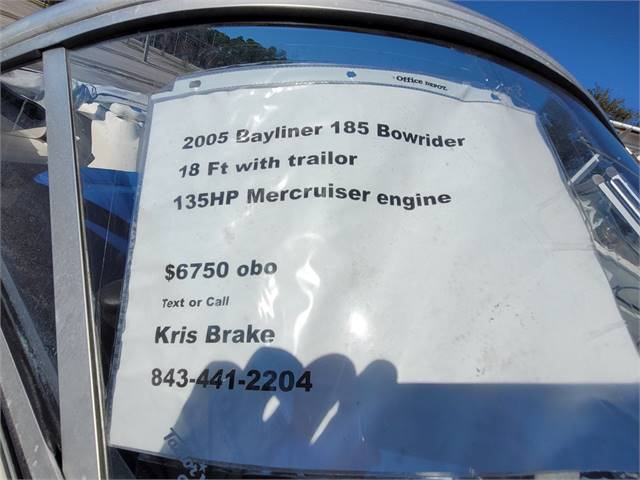 Office DEPOT.
2005 Bayliner 185 Bowrider
18 Ft with trailor
135HP Mercruiser engine
$6750 obo
Text or Call
Kris Brake
843-441-2204